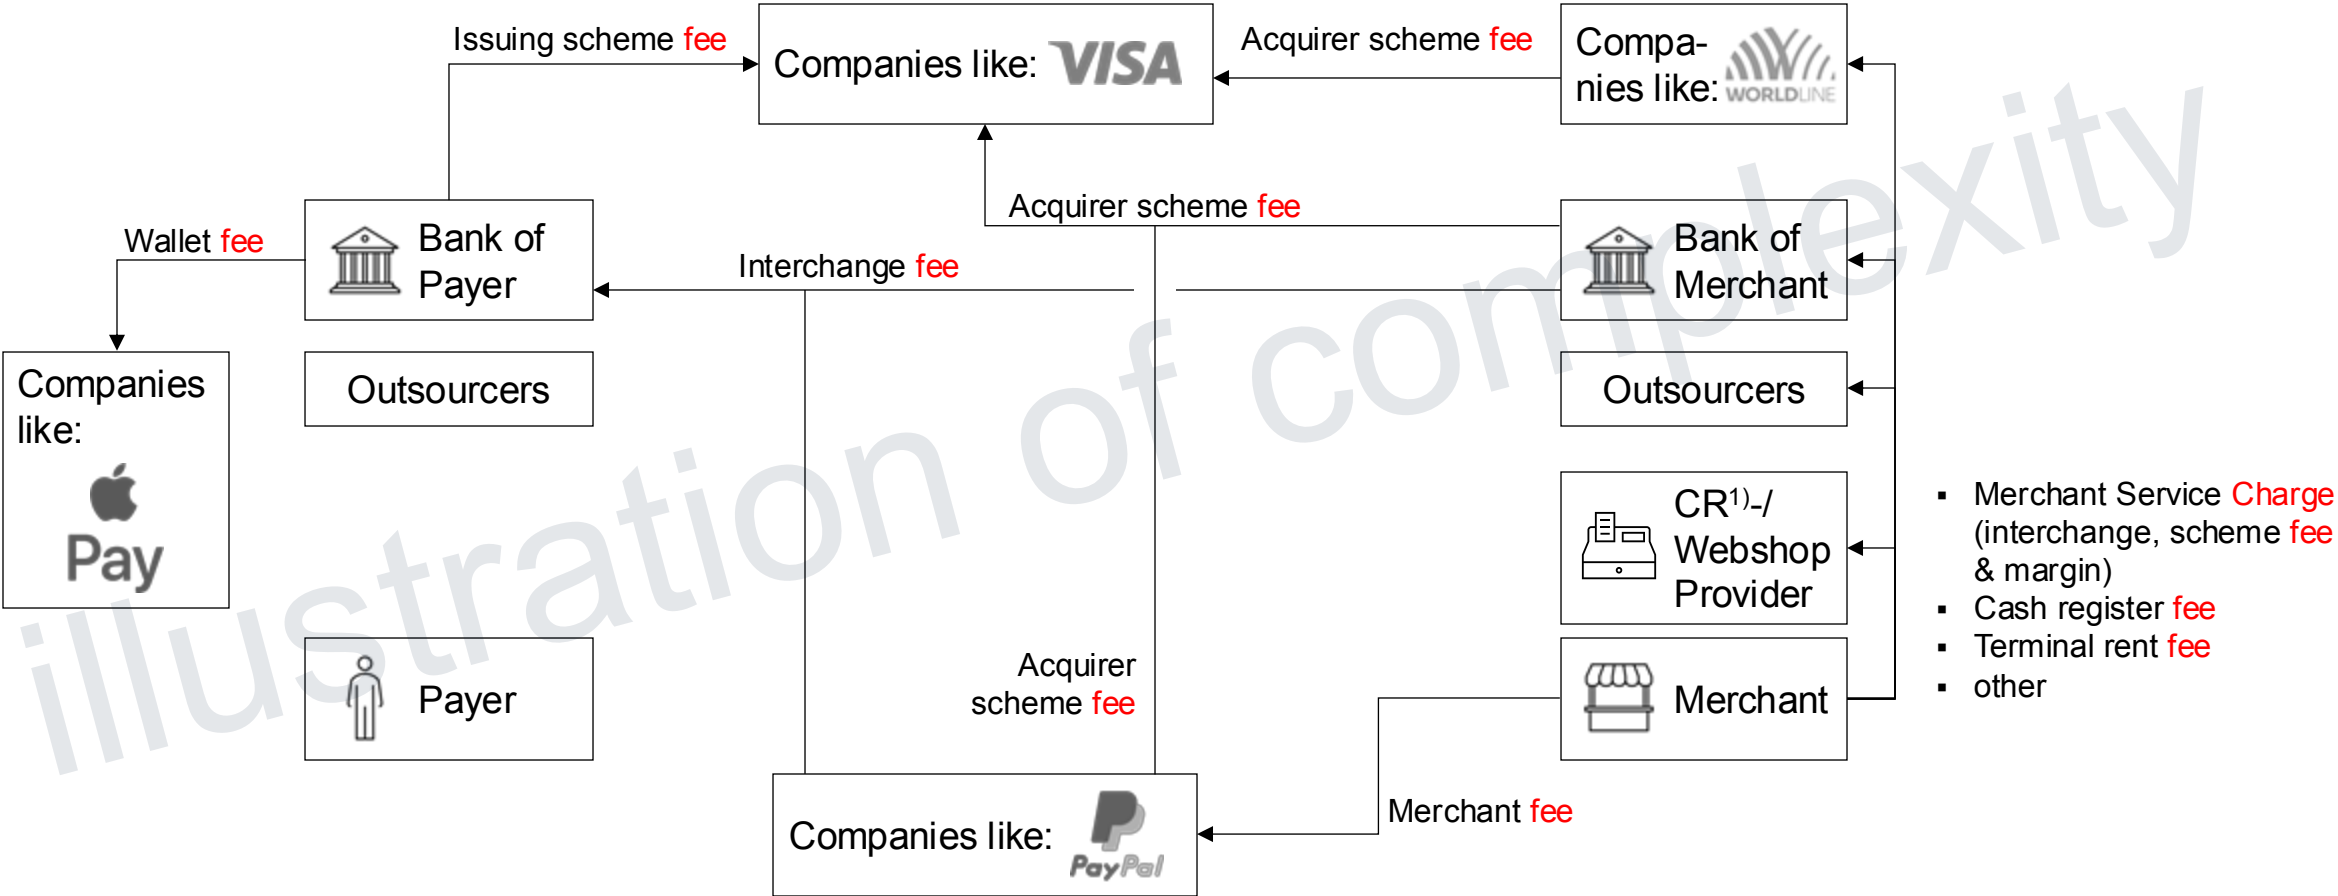 Issuing scheme fee
Companies like: VISA
Acquirer scheme fee
Compa-
nies like:
WORLDLINE
Wallet fee
Bank of
Payer
Acquirer scheme fee
Interchange fee
Bank of
Merchant
Companies
like:
Pay
Outsourcers
Outsourcers
CR1)-/
Webshop
Provider
Payer
Acquirer
scheme fee
Merchant
▪ Merchant Service Charge
(interchange, scheme fee
& margin)
▪ Cash register fee
▪ Terminal rent fee
▪ other
Merchant fee
Companies like:
PayPal
illustration of complexity